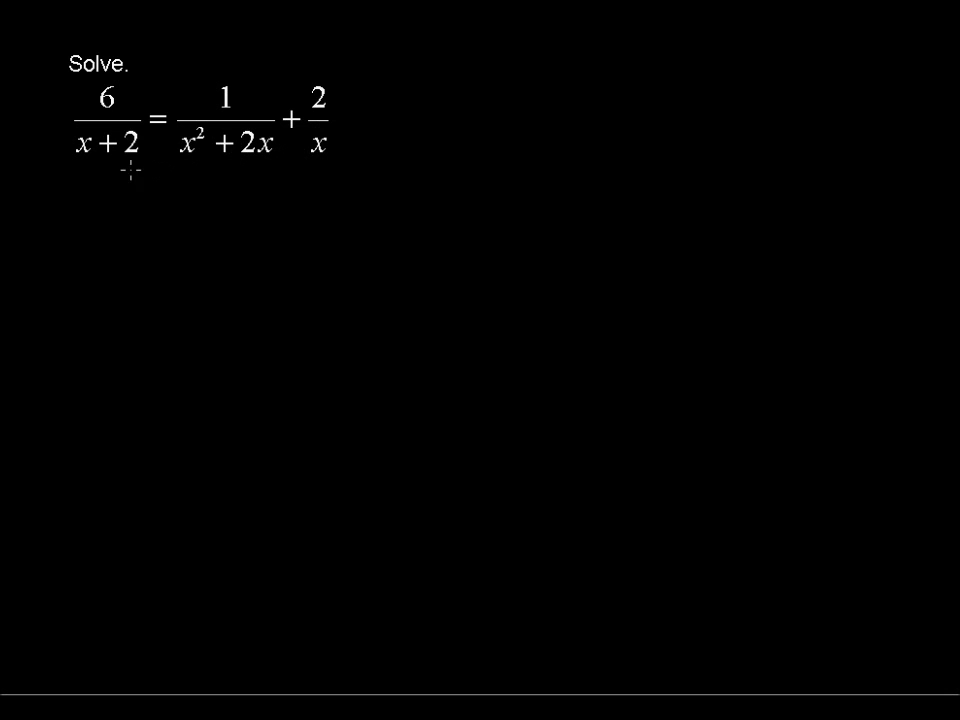 Solve.
6/(x+2) = 1/(x²+2x) + 2/x